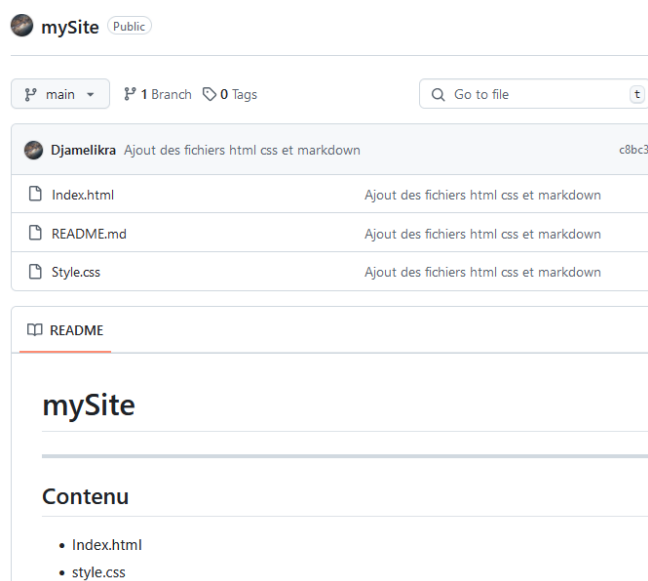 mySite Public
main 1 Branch 0 Tags Go to file t
Djamelikra Ajout des fichiers html css et markdown c8bc3
Index.html Ajout des fichiers html css et markdown
README.md Ajout des fichiers html css et markdown
Style.css Ajout des fichiers html css et markdown
README
mySite
Contenu
• Index.html
• style.css